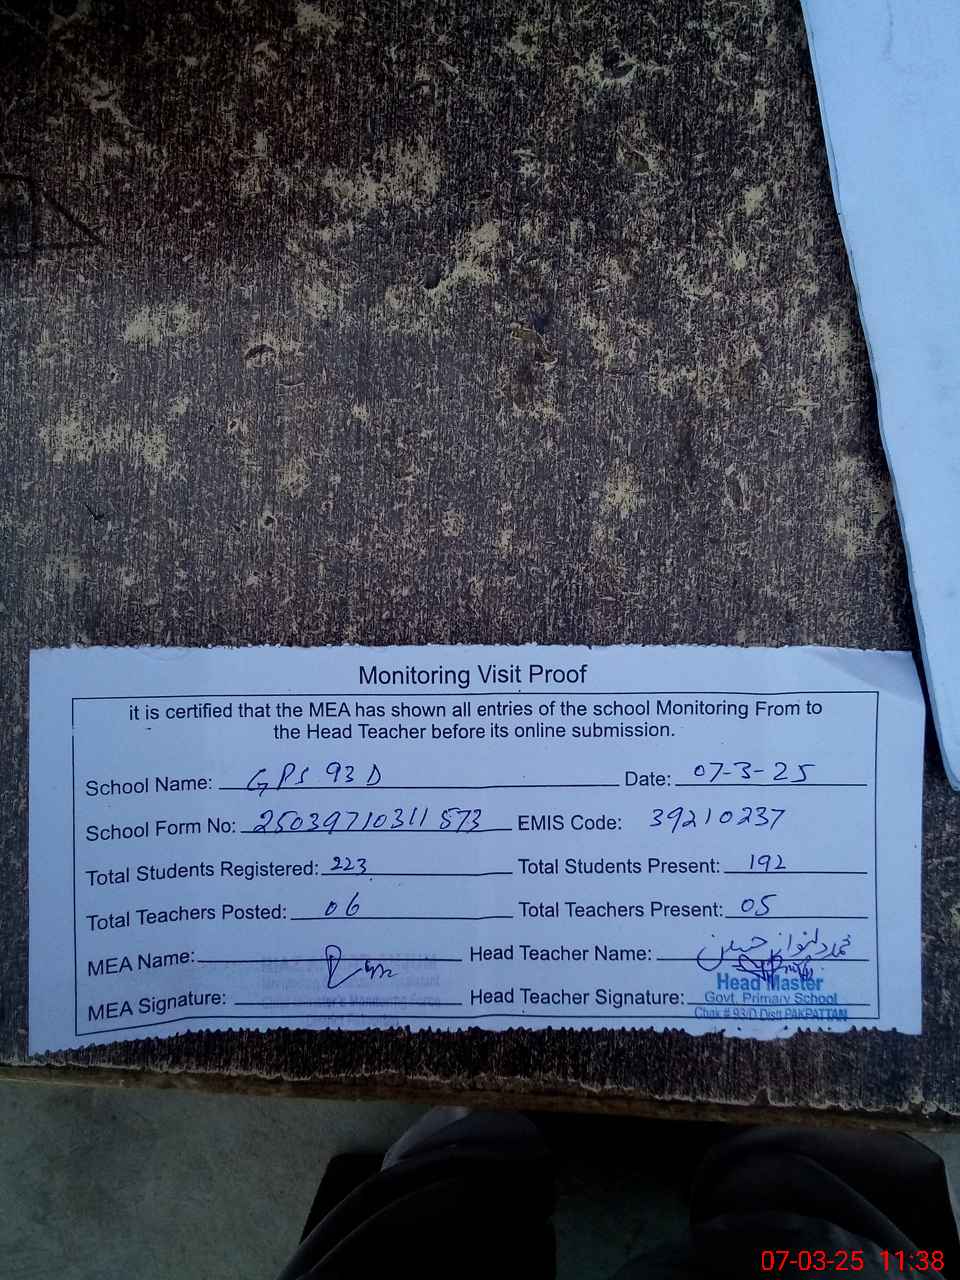 Monitoring Visit Proof
it is certified that the MEA has shown all entries of the school Monitoring From to
the Head Teacher before its online submission.
School Name: GPS 93 D Date: 07-3-25
School Form No: 25039710311573 EMIS Code: 39210237
Total Students Registered: 223 Total Students Present: 192
Total Teachers Posted: 06 Total Teachers Present: 05
MEA Name: Head Teacher Name:
MEA Signature: Head Teacher Signature:
Head Master
Govt. Primary School
Chak # 93/D Distt PAKPATTAN
07-03-25 11:38